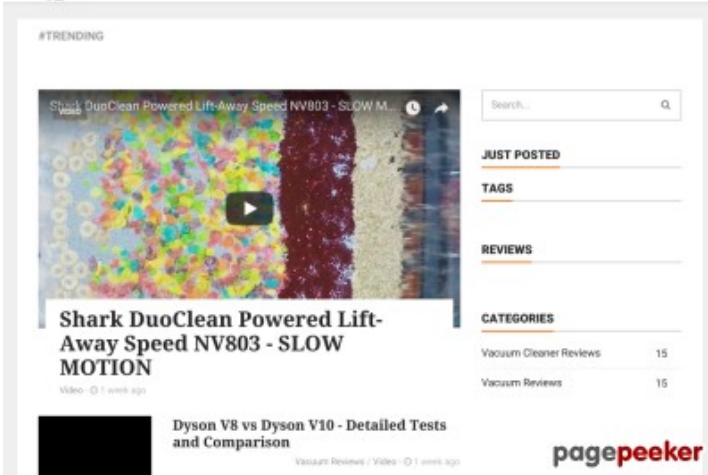 #TRENDING
Shark DuoClean Powered Lift-Away Speed NV803 - SLOW M...
VIDEO
Search...
JUST POSTED
TAGS
REVIEWS
Shark DuoClean Powered Lift-
Away Speed NV803 - SLOW
MOTION
Video - 1 week ago
CATEGORIES
Vacuum Cleaner Reviews 15
Vacuum Reviews 15
Dyson V8 vs Dyson V10 - Detailed Tests
and Comparison
Vacuum Reviews / Video - 1 week ago
pagepeeker